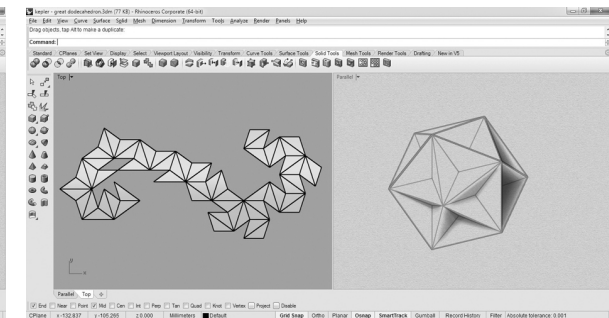 kepler - great dodecahedron.3dm (77 KB) - Rhinoceros Corporate (64-bit)
File Edit View Curve Surface Solid Mesh Dimension Transform Tools Analyze Render Panels Help
Drag objects, tap Alt to make a duplicate:
Command:
Standard CPlanes Set View Display Select Viewport Layout Visibility Transform Curve Tools Surface Tools Solid Tools Mesh Tools Render Tools Drafting New in V5
Top
Parallel
y
x
Parallel Top
End Near Point Mid Cen Int Perp Tan Quad Knot Vertex Project Disable
CPlane x -132.837 y -105.295 z 0.000 Millimeters Default Grid Snap Ortho Planar Osnap SmartTrack Gumball Record History Filter Absolute tolerance: 0.001